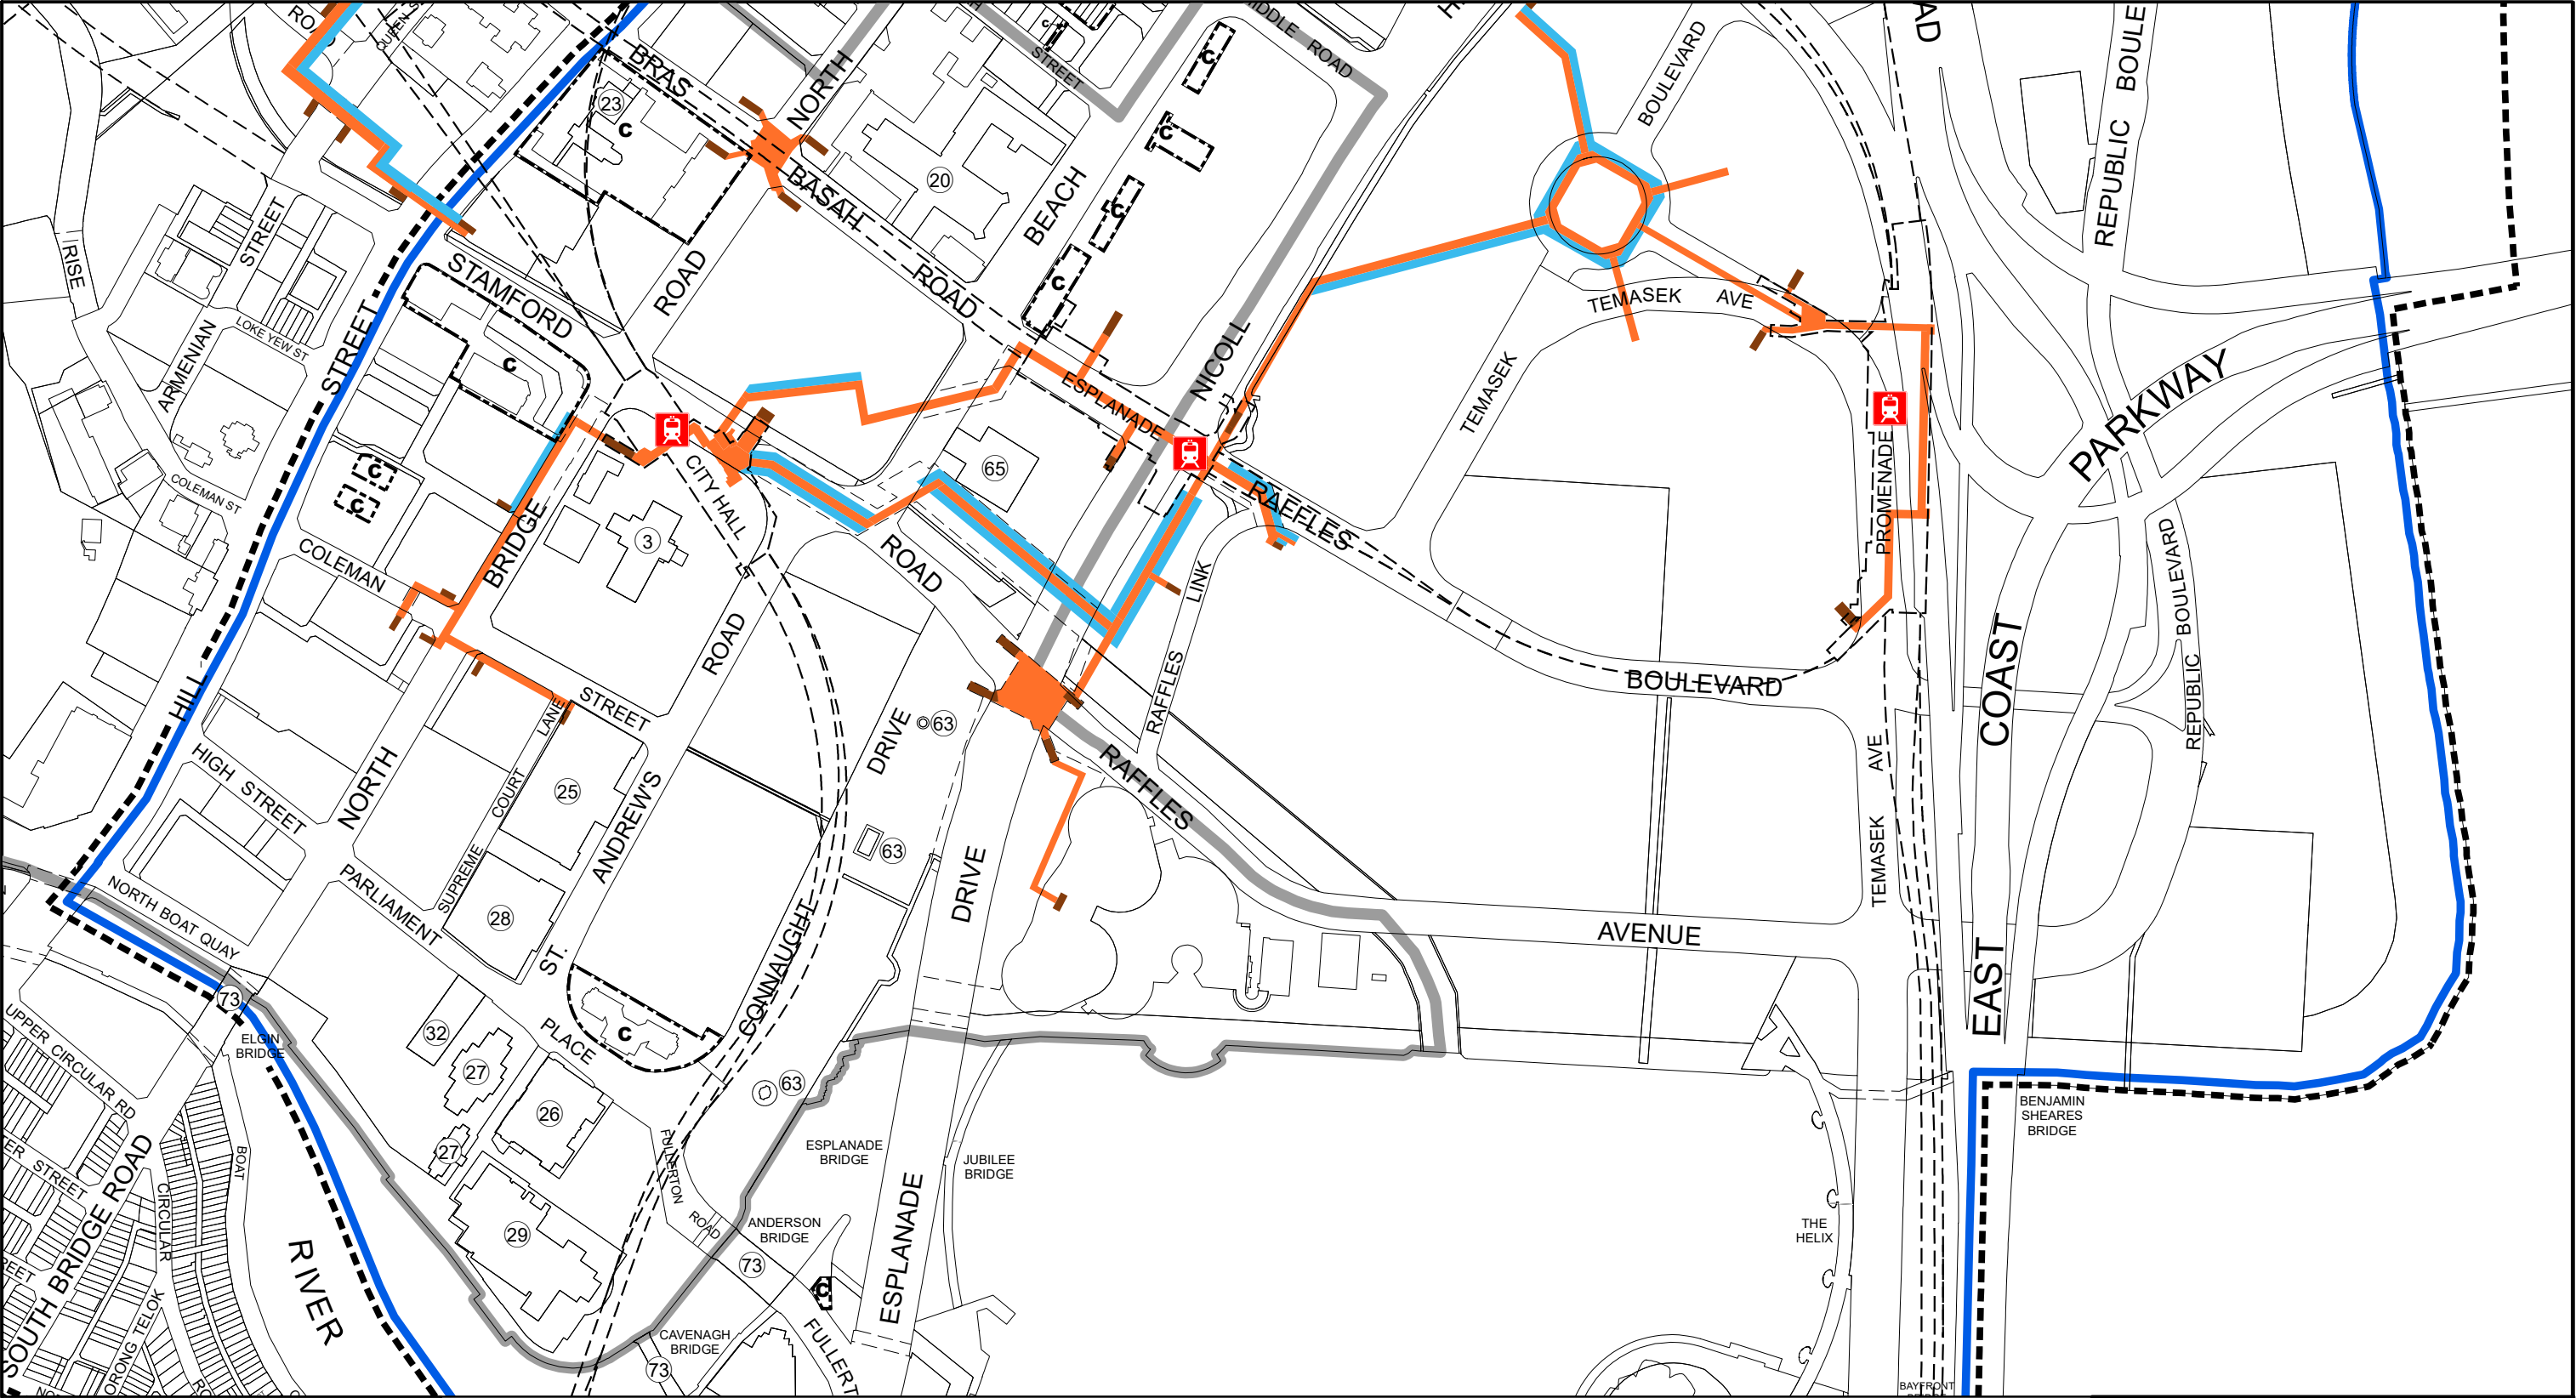 ROAD
QUEEN S
BRAS
BASAH
ROAD
NORTH
STREET
MIDDLE ROAD
BOULEVARD
REPUBLIC BOULE
23
C
20
C
C
C
C
C
BEACH
ROAD
RISE
STREET
ARMENIAN
LOKE YEW ST
STREET
STAMFORD
C
NICOLL
ESPLANADE
TEMASEK AVE
TEMASEK
PARKWAY
COLEMAN ST
C
C
CITY HALL
65
RAFFLES
PROMENADE
COLEMAN
BRIDGE
3
ROAD
LINK
RAFFLES
BOULEVARD
BOULEVARD
REPUBLIC
COAST
EAST
HILL
HIGH STREET
NORTH
STREET
LANE
COURT
SUPREME
ROAD
ANDREW'S
ST.
25
28
DRIVE
63
63
63
RAFFLES
AVENUE
TEMASEK AVE
DRIVE
NORTH BOAT QUAY
PARLIAMENT
PLACE
CONNAUGHT
73
ELGIN
BRIDGE
32
27
27
26
29
C
UPPER CIRCULAR RD
STREET
SOUTH BRIDGE ROAD
CIRCULAR
BOAT
RIVER
FULLERTON
ROAD
ESPLANADE
BRIDGE
JUBILEE
BRIDGE
ANDERSON
BRIDGE
73
C
ESPLANADE
CAVENAGH
BRIDGE
73
FULLERT
THE
HELIX
BENJAMIN
SHEARES
BRIDGE
BAYFRONT